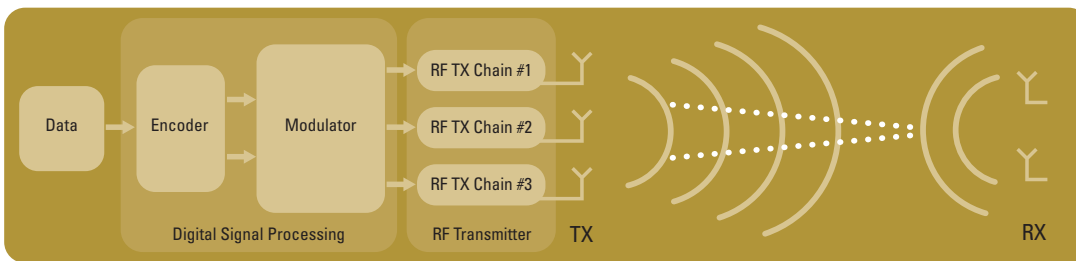 Data
Encoder
Modulator
RF TX Chain #1
RF TX Chain #2
RF TX Chain #3
Digital Signal Processing
RF Transmitter
TX
RX